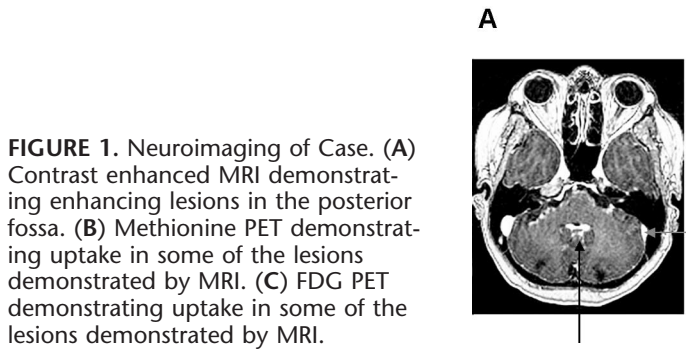 A
FIGURE 1. Neuroimaging of Case. (A)
Contrast enhanced MRI demonstrat-
ing enhancing lesions in the posterior
fossa. (B) Methionine PET demonstrat-
ing uptake in some of the lesions
demonstrated by MRI. (C) FDG PET
demonstrating uptake in some of the
lesions demonstrated by MRI.